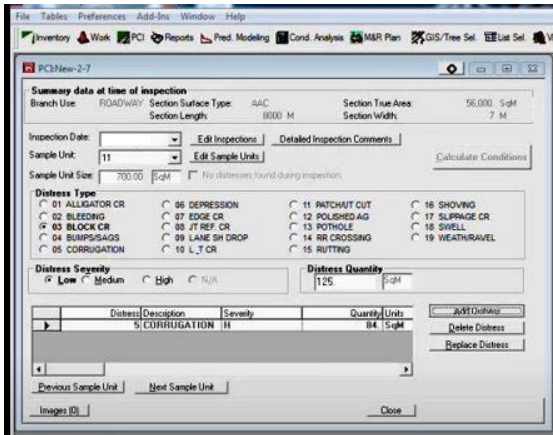 File Tables Preferences Add-Ins Window Help
Inventory Work PCI Reports Pred. Modeling Cond. Analysis M&R Plan GIS/Tree Sel. List Sel.
PCI:New-2-7
Summary data at time of inspection
Branch Use: ROADWAY Section Surface Type: AAC Section True Area: 56,000 SqM
Section Length: 8000 M Section Width: 7 M
Inspection Date: Edit Inspections Detailed Inspection Comments
Sample Unit: 11 Edit Sample Units Calculate Conditions
Sample Unit Size: 700.00 SqM No distresses found during inspection
Distress Type
01 ALLIGATOR CR 06 DEPRESSION 11 PATCH/UT CUT 16 SHOVING
02 BLEEDING 07 EDGE CR 12 POLISHED AG 17 SLIPPAGE CR
03 BLOCK CR 08 JT REF. CR 13 POTHOLE 18 SWELL
04 BUMPS/SAGS 09 LANE SH DROP 14 RR CROSSING 19 WEATH/RAVEL
05 CORRUGATION 10 L_T CR 15 RUTTING
Distress Severity Distress Quantity
Low Medium High N/A 125. SqM
Distress Description Severity Quantity Units Add Distress
5 CORRUGATION H 84. SqM Delete Distress
Replace Distress
Previous Sample Unit Next Sample Unit
Images (0) Close